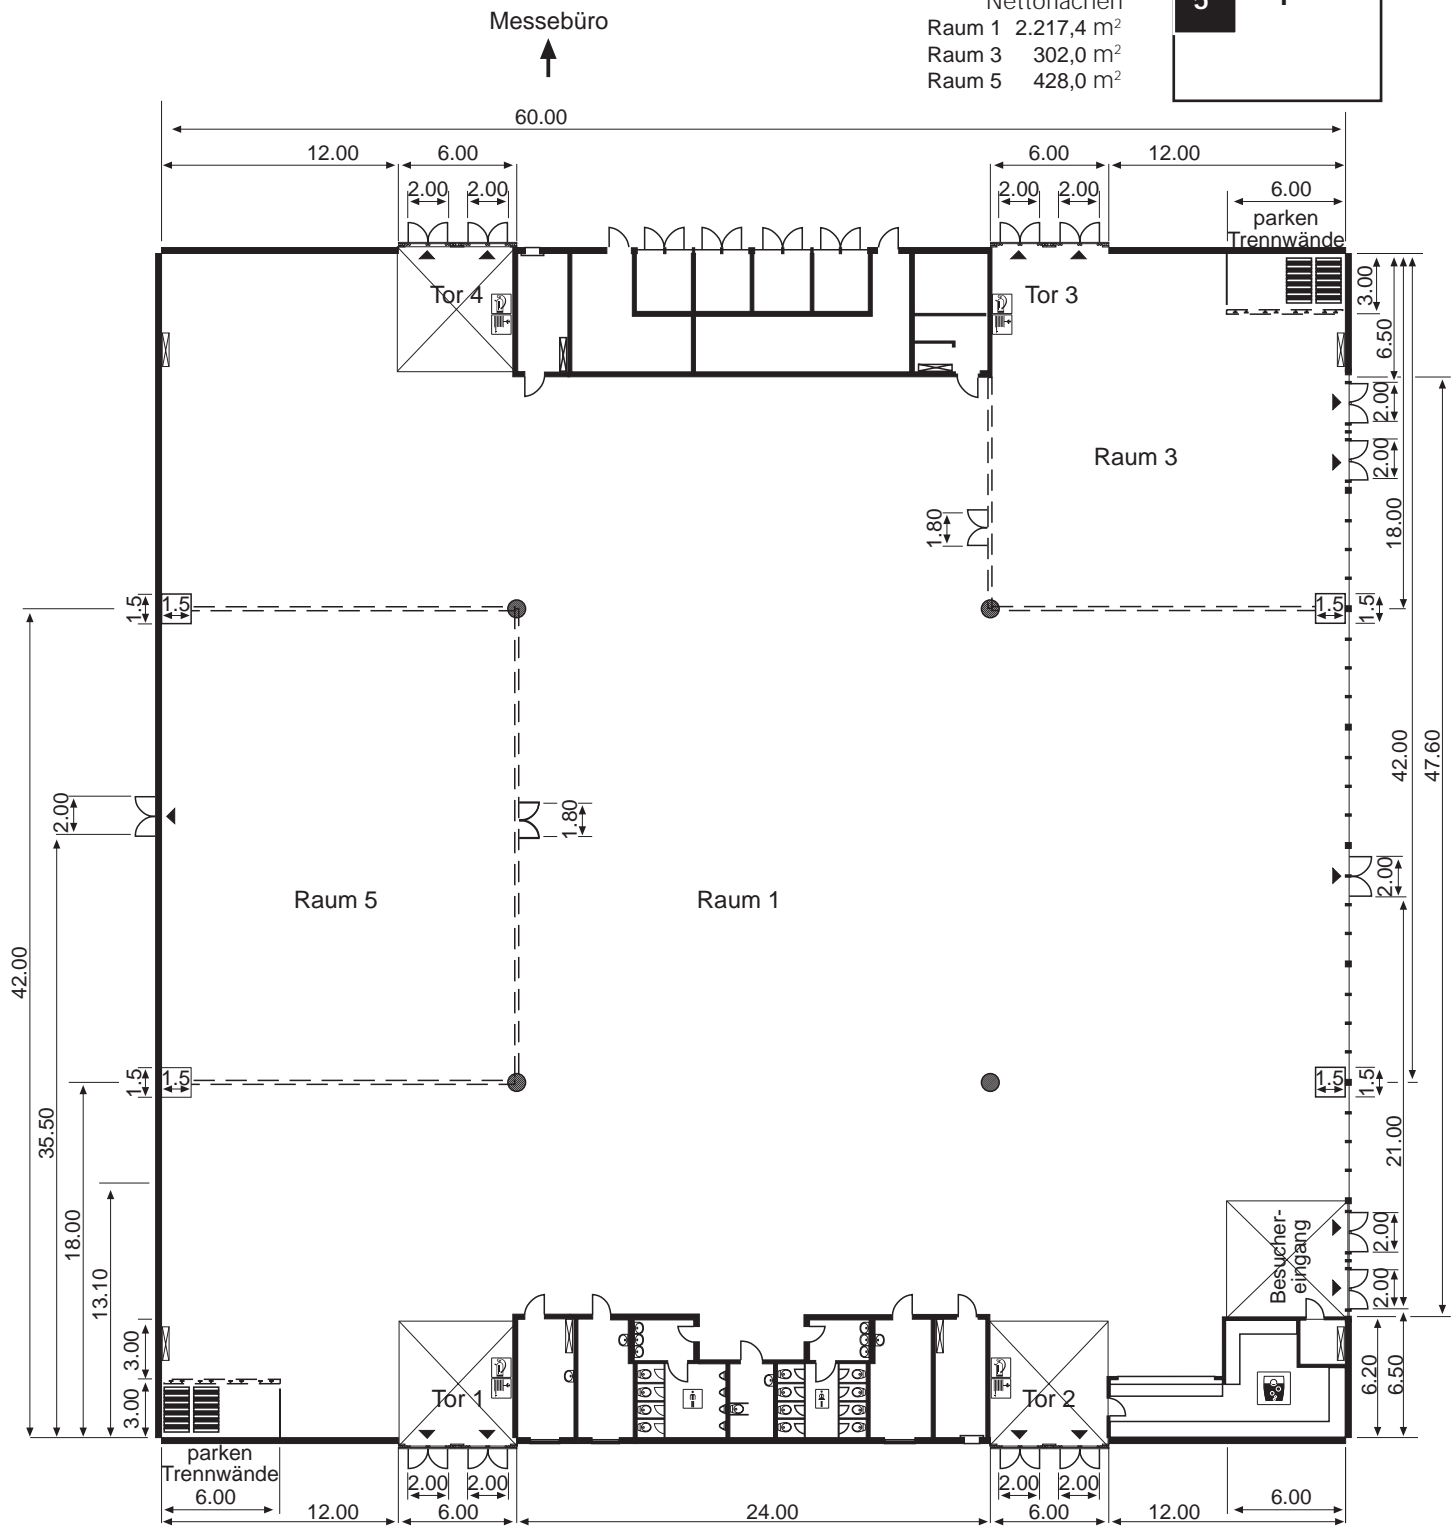 Messebüro
Raum 1 2.217,4 m²
Raum 3 302,0 m²
Raum 5 428,0 m²
5
60.00
12.00 6.00 6.00 12.00
2.00 2.00 2.00 2.00 6.00
parken
Trennwände
Tor 4 Tor 3
3.00
6.50
2.00
2.00
Raum 3
18.00
1.80
1.5 1.5 1.5 1.5
42.00
47.60
2.00
1.80
2.00
Raum 5 Raum 1
42.00
35.50
18.00
13.10
1.5 1.5 1.5 1.5
21.00
Besucher-
eingang
2.00
2.00
3.00
3.00
Tor 1 Tor 2
6.20
6.50
parken
Trennwände
2.00 2.00 2.00 2.00
6.00 6.00
12.00 6.00 24.00 6.00 12.00